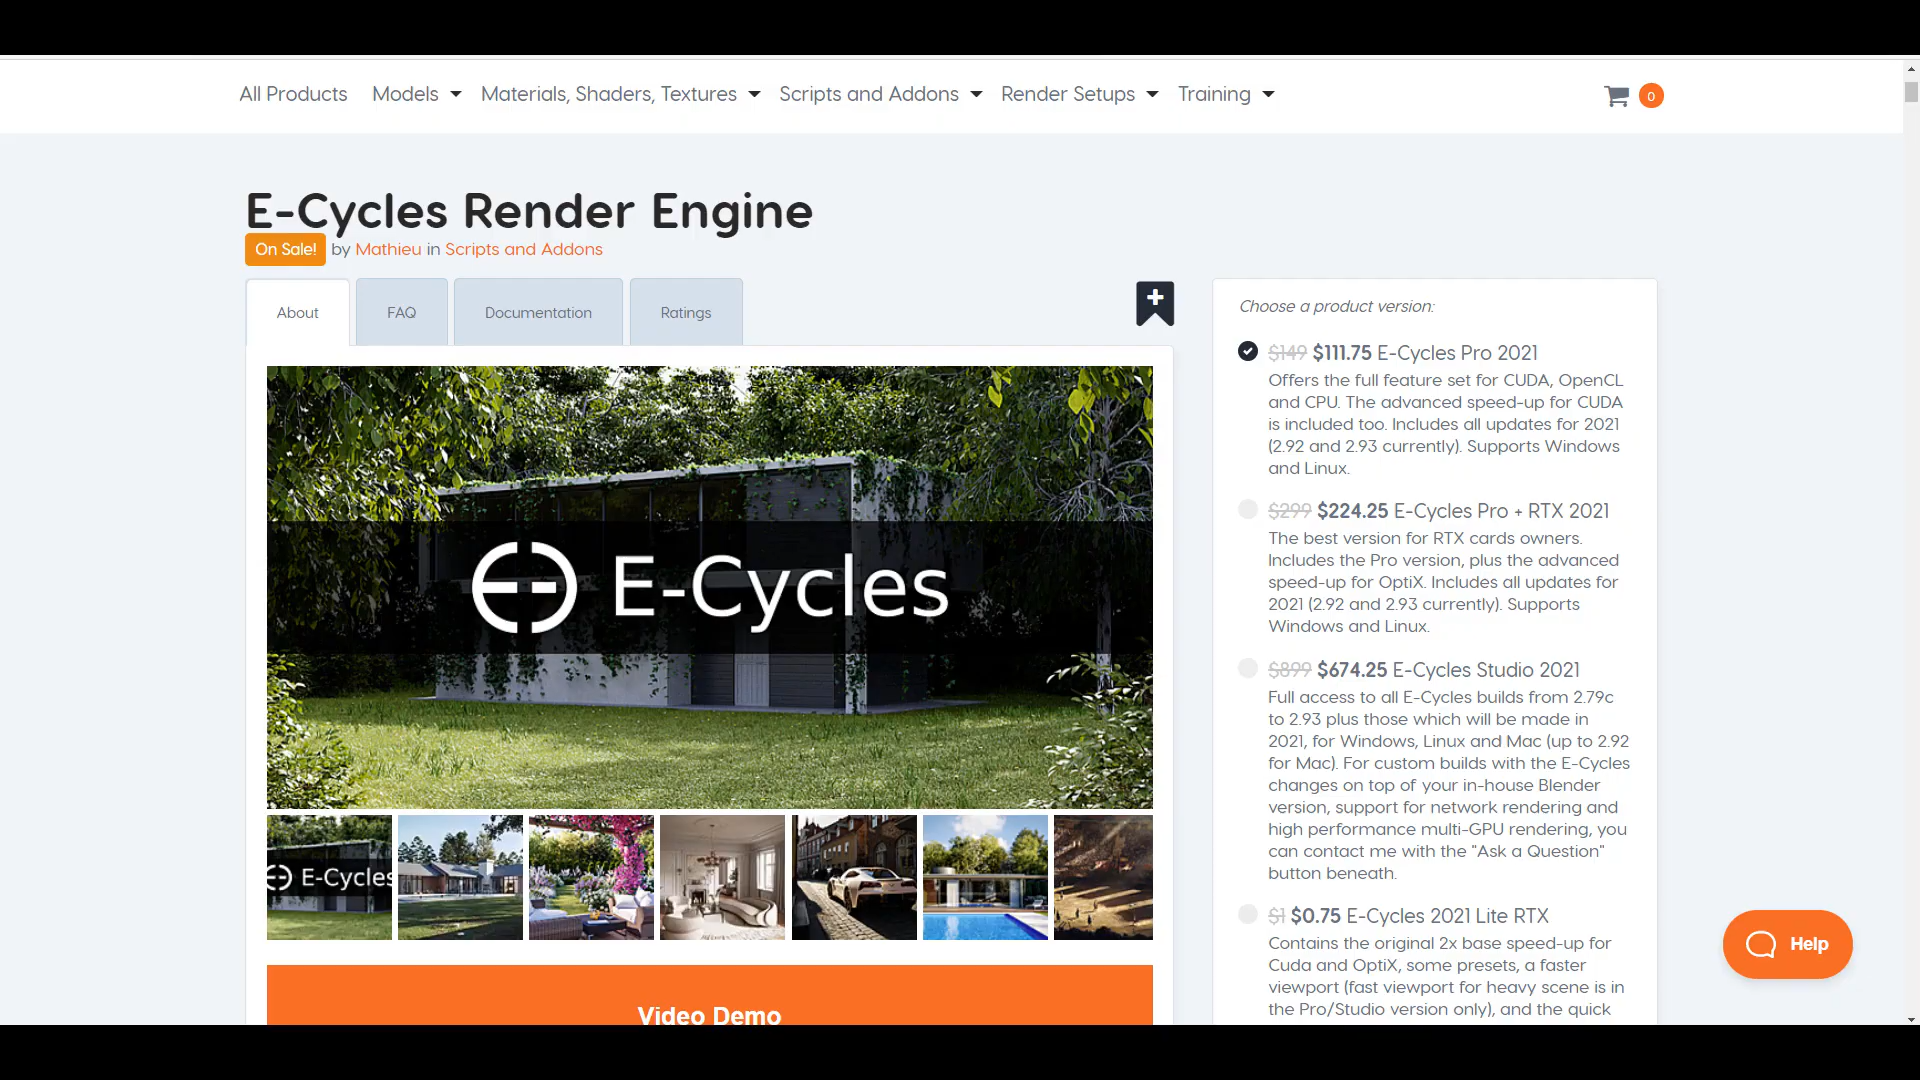 All Products Models Materials, Shaders, Textures Scripts and Addons Render Setups Training 0
E-Cycles Render Engine
On Sale! by Mathieu in Scripts and Addons
About FAQ Documentation Ratings
E-Cycles
E-Cycles
Video Demo
Choose a product version:
$149 $111.75 E-Cycles Pro 2021
Offers the full feature set for CUDA, OpenCL
and CPU. The advanced speed-up for CUDA
is included too. Includes all updates for 2021
(2.92 and 2.93 currently). Supports Windows
and Linux.
$299 $224.25 E-Cycles Pro + RTX 2021
The best version for RTX cards owners.
Includes the Pro version, plus the advanced
speed-up for OptiX. Includes all updates for
2021 (2.92 and 2.93 currently). Supports
Windows and Linux.
$899 $674.25 E-Cycles Studio 2021
Full access to all E-Cycles builds from 2.79c
to 2.93 plus those which will be made in
2021, for Windows, Linux and Mac (up to 2.92
for Mac). For custom builds with the E-Cycles
changes on top of your in-house Blender
version, support for network rendering and
high performance multi-GPU rendering, you
can contact me with the "Ask a Question"
button beneath.
$1 $0.75 E-Cycles 2021 Lite RTX
Contains the original 2x base speed-up for
Cuda and OptiX, some presets, a faster
viewport (fast viewport for heavy scene is in
the Pro/Studio version only), and the quick
Help